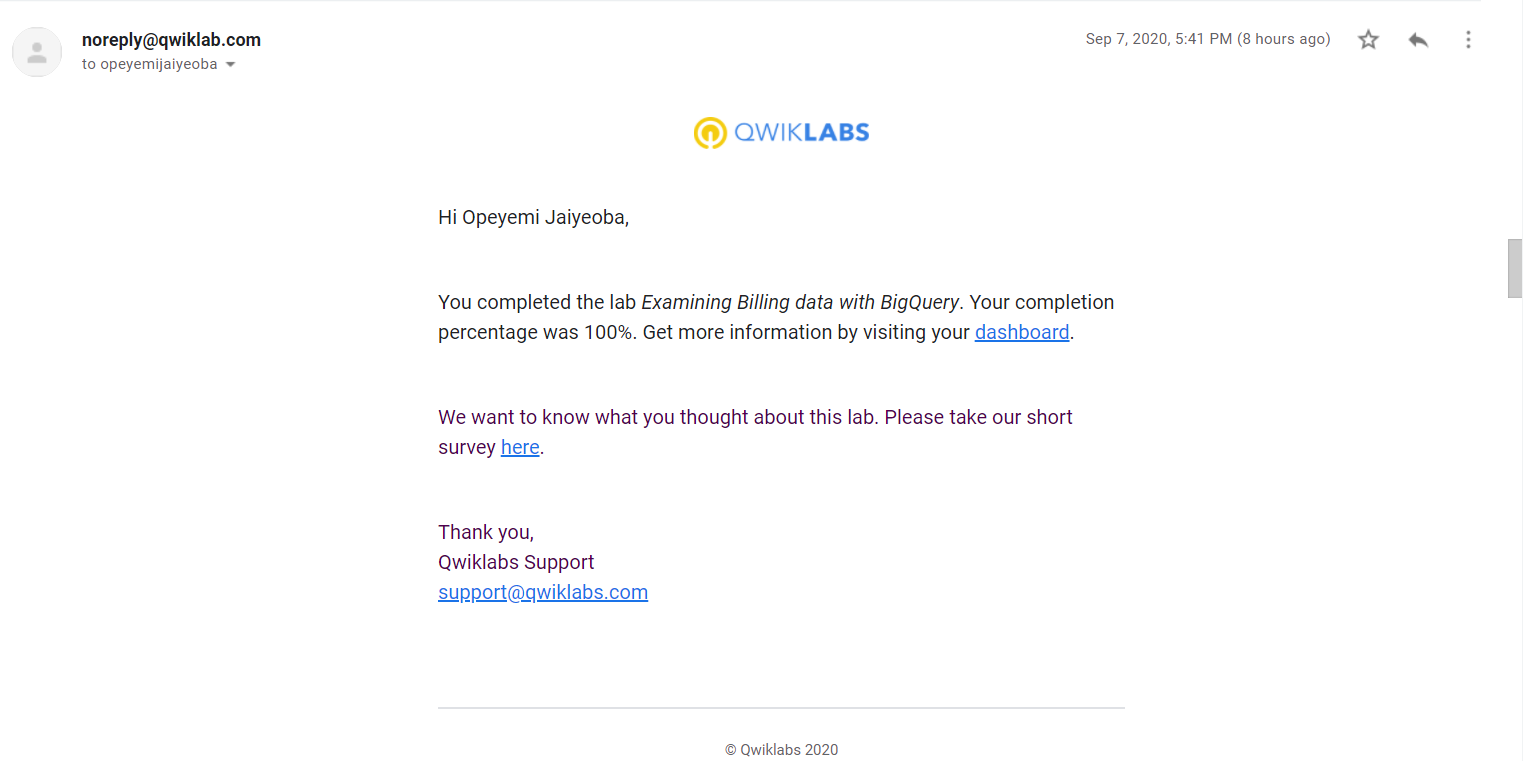 noreply@qwiklab.com
Sep 7, 2020, 5:41 PM (8 hours ago)
to opeyemijaiyeoba
QWIKLABS
Hi Opeyemi Jaiyeoba,
You completed the lab Examining Billing data with BigQuery. Your completion
percentage was 100%. Get more information by visiting your dashboard.
We want to know what you thought about this lab. Please take our short
survey here.
Thank you,
Qwiklabs Support
support@qwiklabs.com
© Qwiklabs 2020